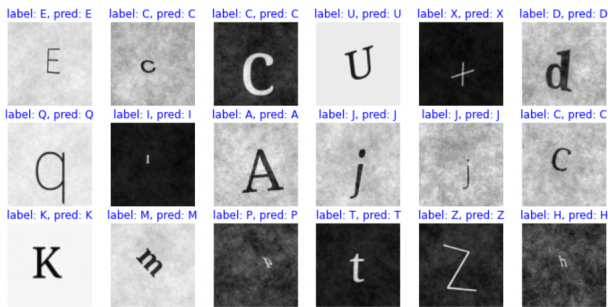 label: E, pred: E label: C, pred: C label: C, pred: C label: U, pred: U label: X, pred: X label: D, pred: D
E c C U x d
label: Q, pred: Q label: I, pred: I label: A, pred: A label: J, pred: J label: J, pred: J label: C, pred: C
q I A j j C
label: K, pred: K label: M, pred: M label: P, pred: P label: T, pred: T label: Z, pred: Z label: H, pred: H
K m p t Z h